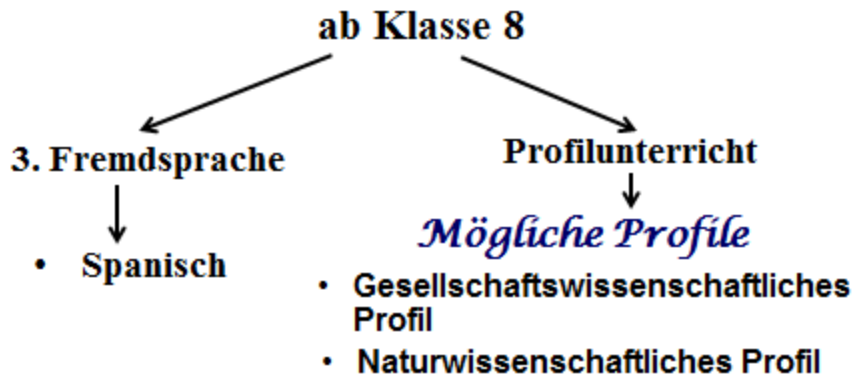 ab Klasse 8
3. Fremdsprache
Profilunterricht
• Spanisch
Mögliche Profile
• Gesellschaftswissenschaftliches
Profil
• Naturwissenschaftliches Profil